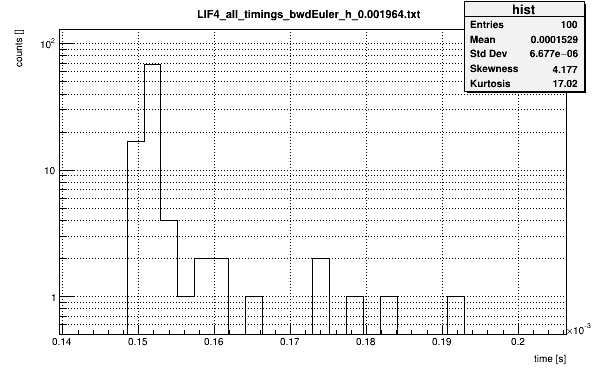 LIF4_all_timings_bwdEuler_h_0.001964.txt
hist
Entries 100
Mean 0.0001529
Std Dev 6.677e−06
Skewness 4.177
Kurtosis 17.02
counts []
10²
10
1
0.14 0.15 0.16 0.17 0.18 0.19 0.2
×10⁻³
time [s]